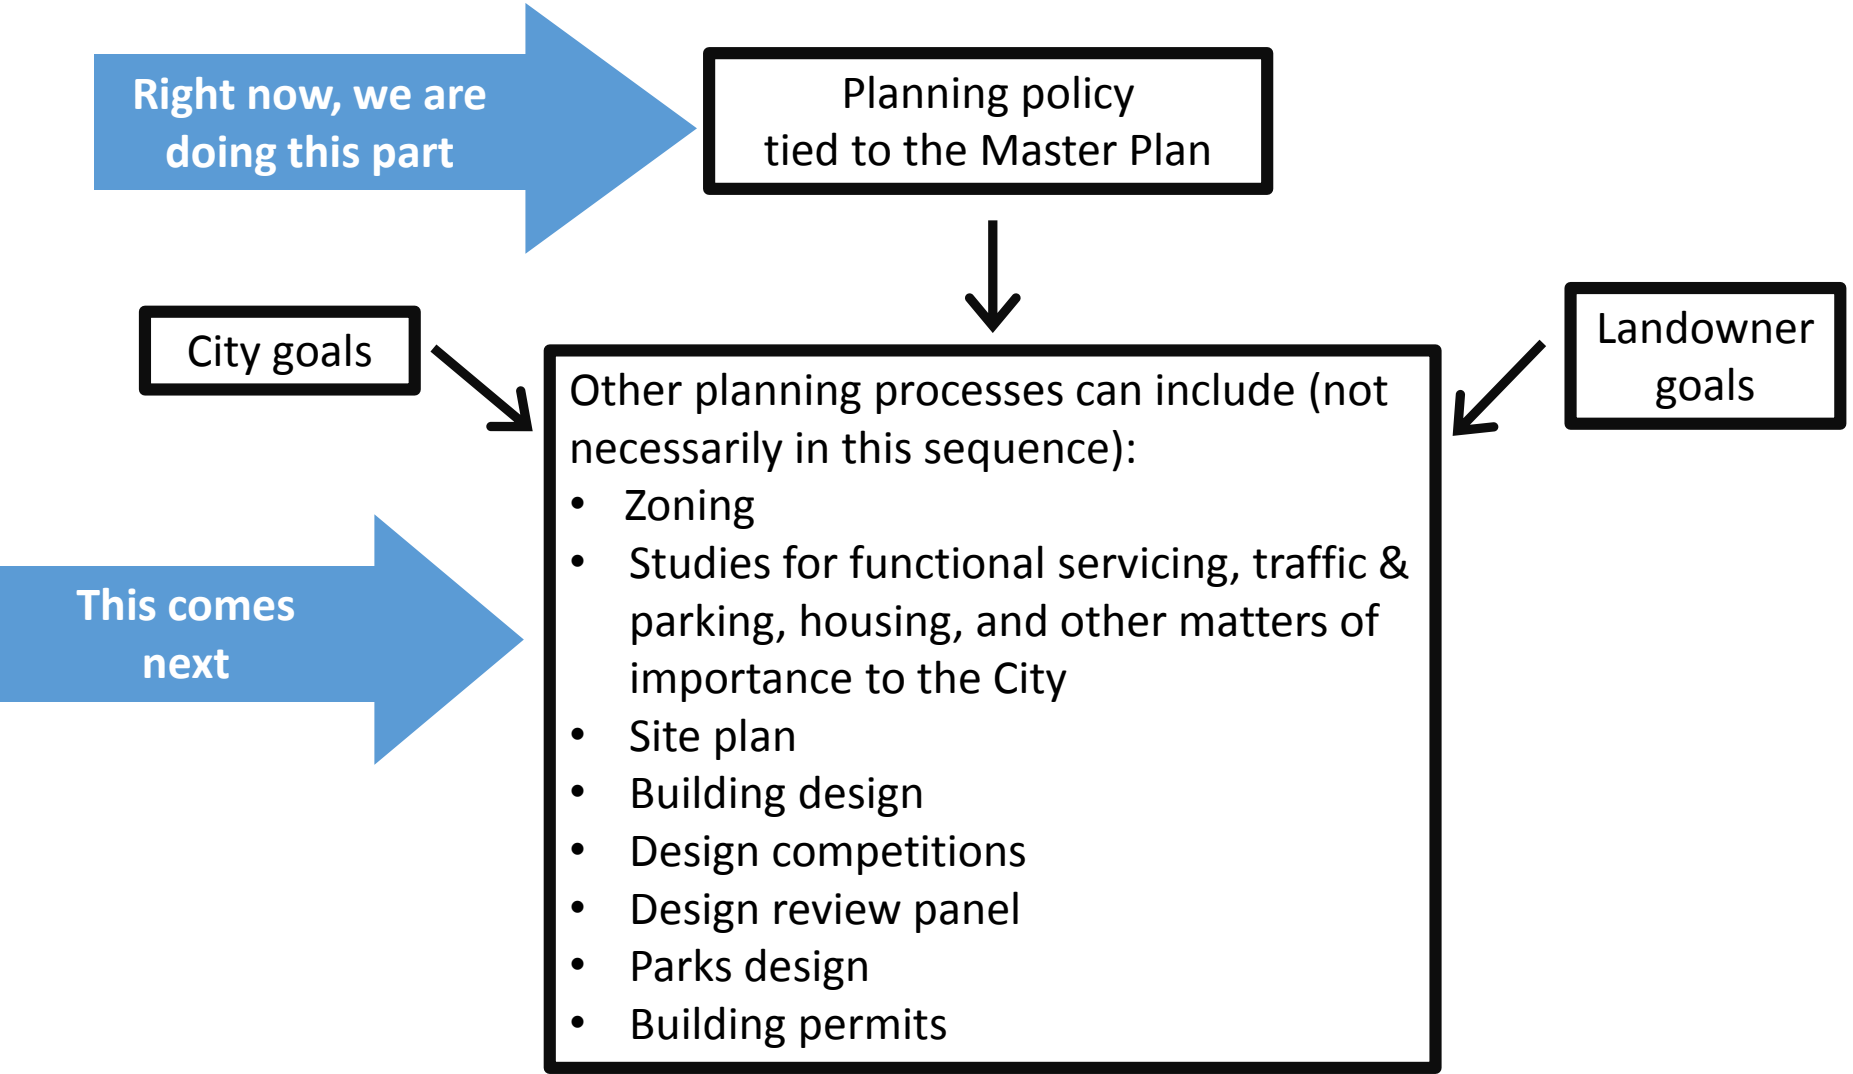 Right now, we are
doing this part
Planning policy
tied to the Master Plan
City goals
Landowner
goals
This comes
next
Other planning processes can include (not
necessarily in this sequence):
• Zoning
• Studies for functional servicing, traffic &
parking, housing, and other matters of
importance to the City
• Site plan
• Building design
• Design competitions
• Design review panel
• Parks design
• Building permits